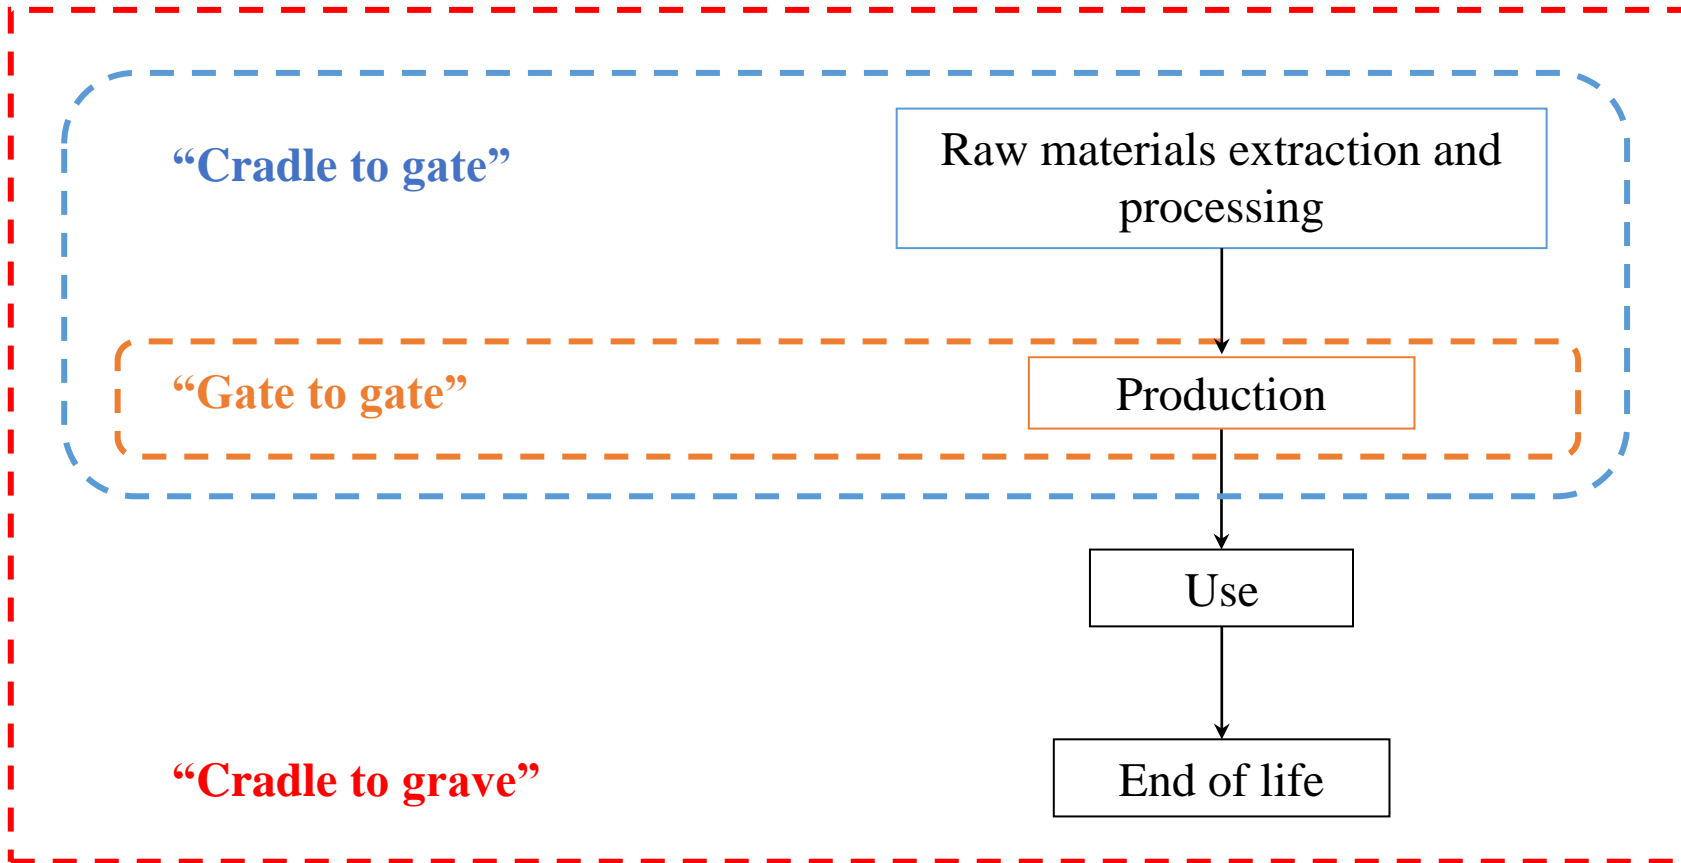 “Cradle to gate”
Raw materials extraction and
processing
“Gate to gate”
Production
Use
“Cradle to grave”
End of life